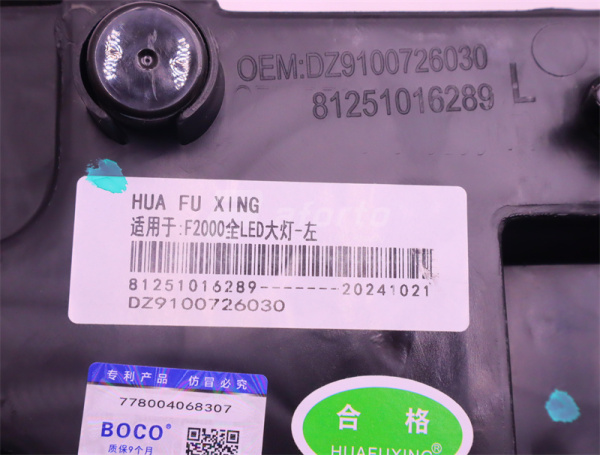 OEM:DZ9100726030
81251016289 L
HUA FU XING
适用于:F2000全LED大灯-左
81251016289-------20241021
DZ9100726030
专利产品 仿冒必究
778004068307
BOCO®
质保9个月
合格
HUAFUXING®